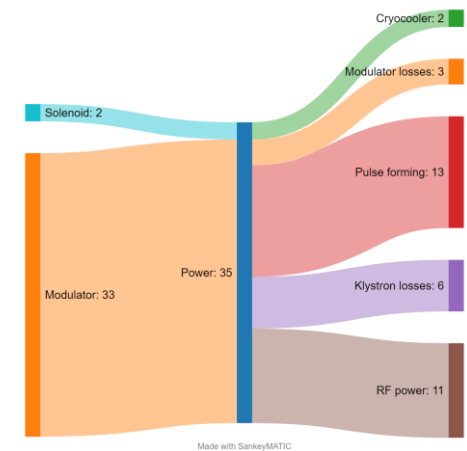 Cryocooler: 2
Modulator losses: 3
Solenoid: 2
Pulse forming: 13
Power: 35
Klystron losses: 6
Modulator: 33
RF power: 11
Made with SankeyMATIC